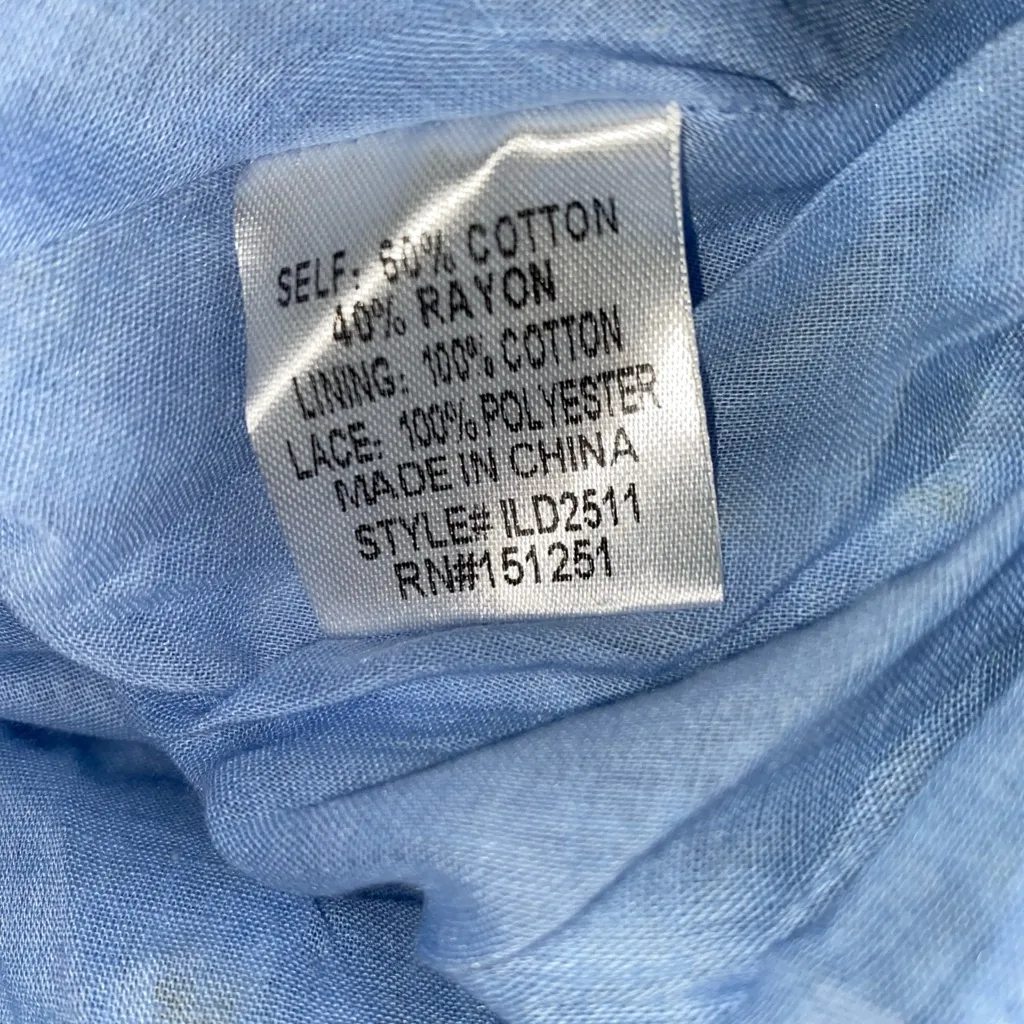 SELF: 60% COTTON
40% RAYON
LINING: 100% COTTON
LACE: 100% POLYESTER
MADE IN CHINA
STYLE# ILD2511
RN#151251